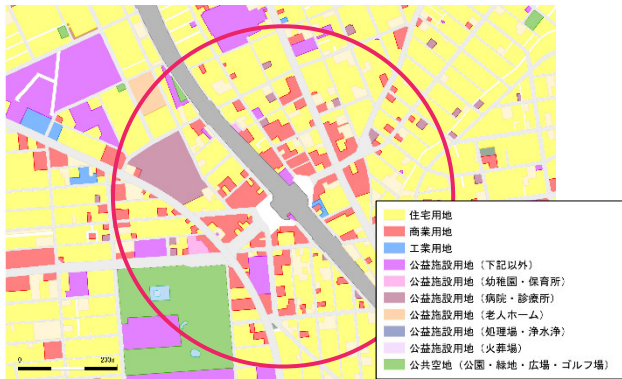 住宅用地
商業用地
工業用地
公益施設用地（下記以外）
公益施設用地（幼稚園・保育所）
公益施設用地（病院・診療所）
公益施設用地（老人ホーム）
公益施設用地（処理場・浄水浄）
公益施設用地（火葬場）
公共空地（公園・緑地・広場・ゴルフ場）
0